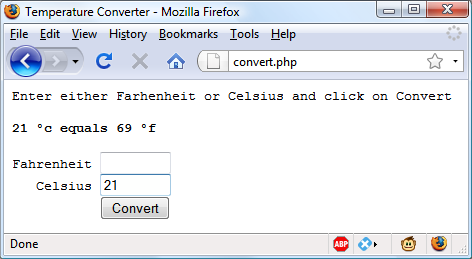 Temperature Converter - Mozilla Firefox
File Edit View History Bookmarks Tools Help
convert.php
Enter either Farhenheit or Celsius and click on Convert
21 °c equals 69 °f
Fahrenheit
Celsius 21
Convert
Done ABP